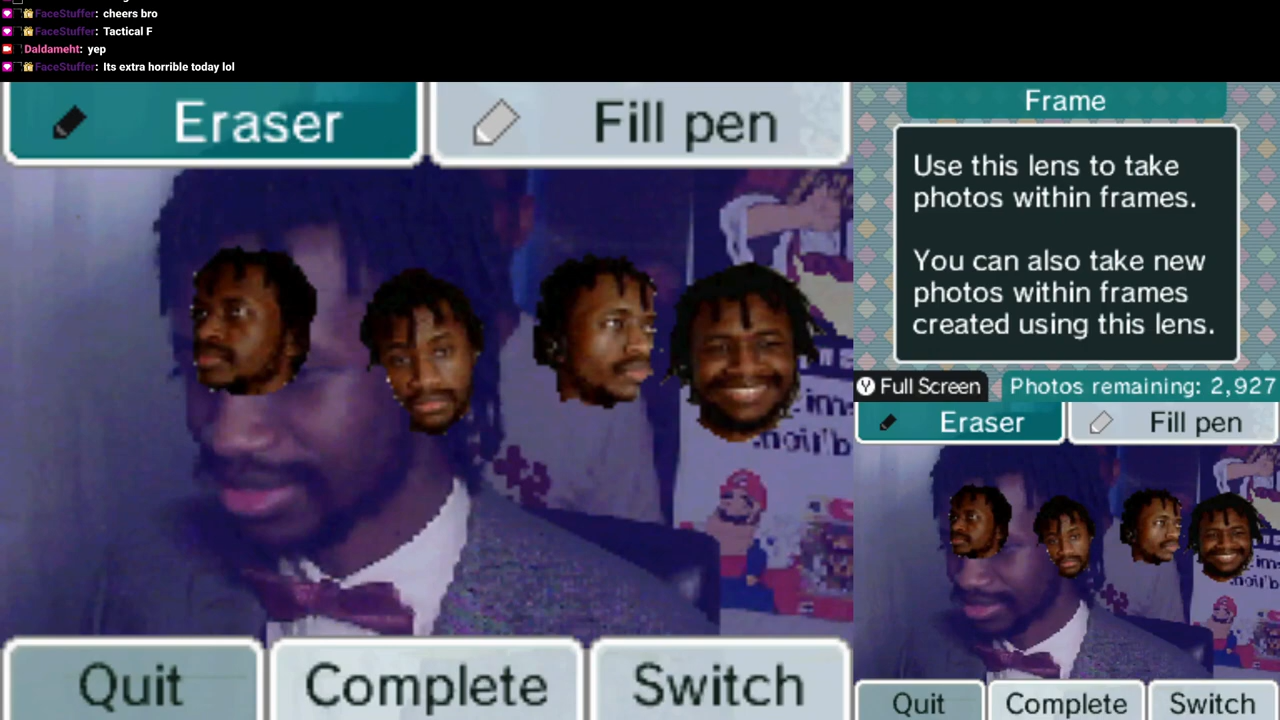 FaceStuffer: cheers bro
FaceStuffer: Tactical F
Daldameht: yep
FaceStuffer: Its extra horrible today lol
Eraser
Fill pen
Quit
Complete
Switch
Frame
Use this lens to take
photos within frames.
You can also take new
photos within frames
created using this lens.
Y Full Screen
Photos remaining: 2,927
Eraser
Fill pen
Quit
Complete
Switch